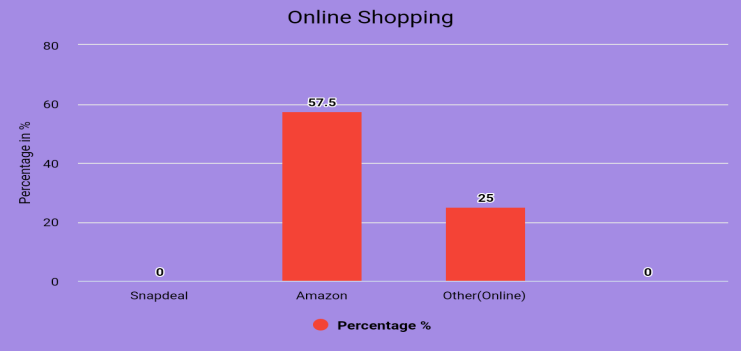 Online Shopping
80
60
40
20
0
Percentage in %
0
57.5
25
0
Snapdeal
Amazon
Other(Online)
Percentage %